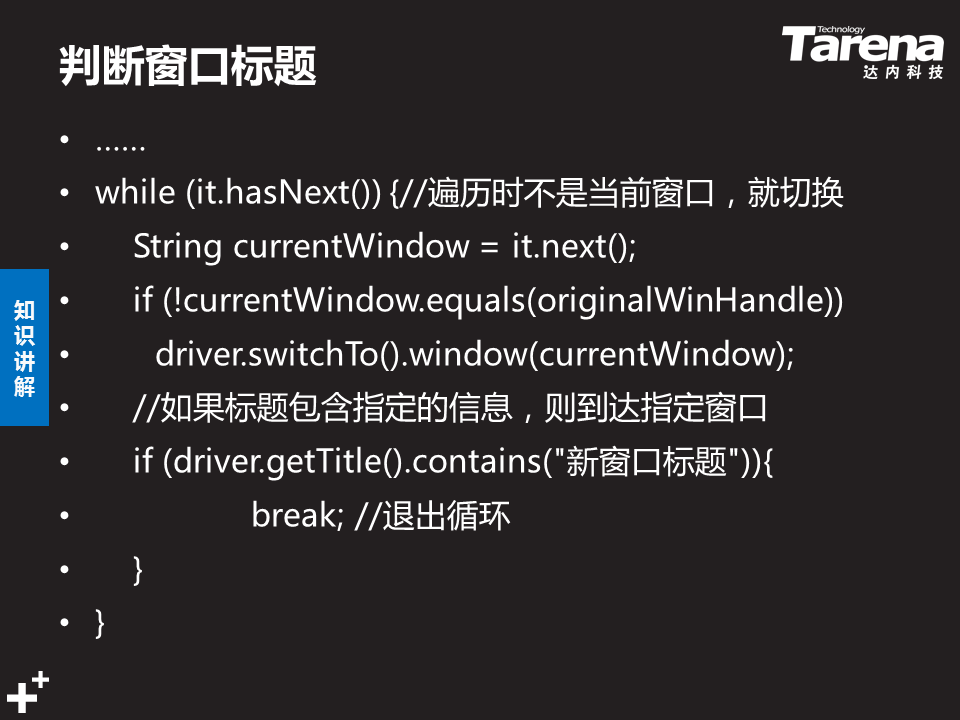 判断窗口标题
Technology
Tarena
达内科技
• ……
• while (it.hasNext()) {//遍历时不是当前窗口，就切换
• String currentWindow = it.next();
• if (!currentWindow.equals(originalWinHandle))
• driver.switchTo().window(currentWindow);
• //如果标题包含指定的信息，则到达指定窗口
• if (driver.getTitle().contains("新窗口标题")){
• break; //退出循环
• }
• }
知识讲解